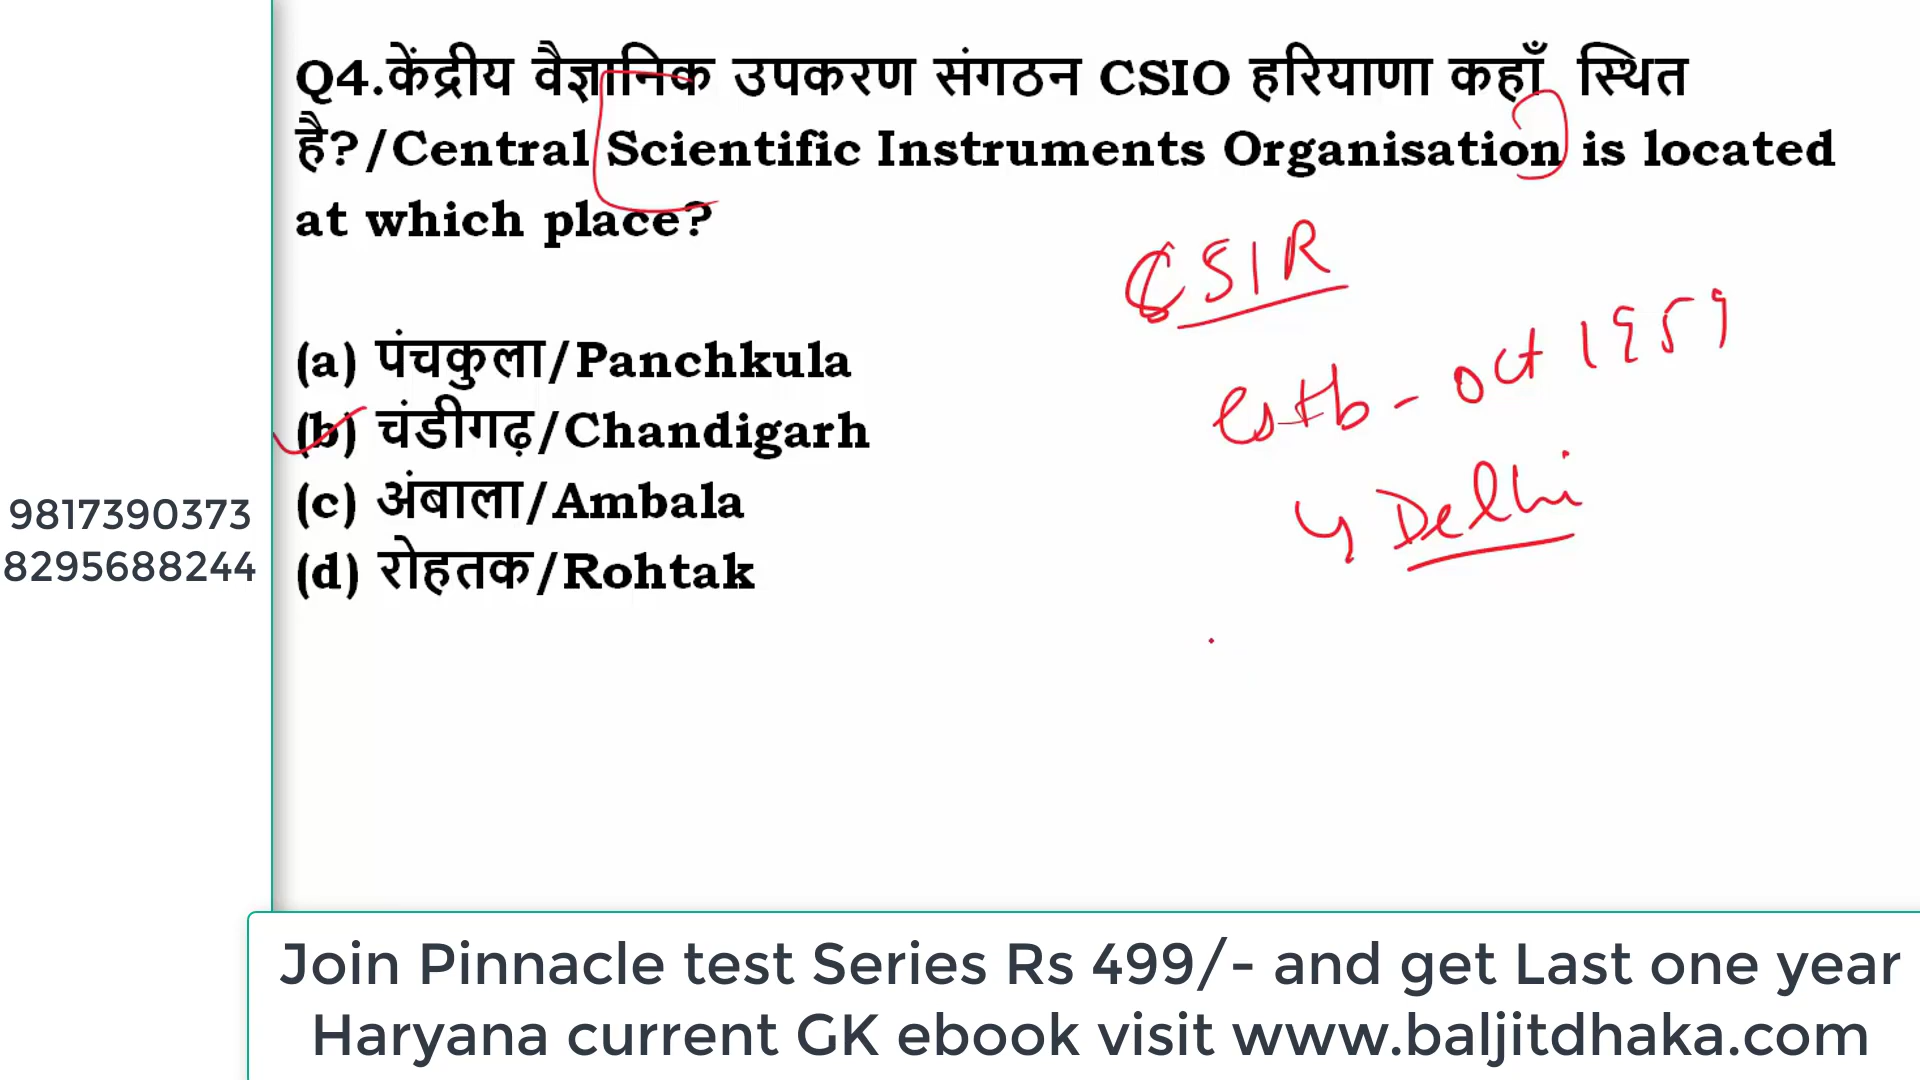 Q4.केंद्रीय वैज्ञानिक उपकरण संगठन CSIO हरियाणा कहाँ स्थित
है?/Central Scientific Instruments Organisation is located
at which place?
CSIR
(a) पंचकुला/Panchkula
estb - oct 1959
(b) चंडीगढ़/Chandigarh
(c) अंबाला/Ambala
Delhi
(d) रोहतक/Rohtak
9817390373
8295688244
Join Pinnacle test Series Rs 499/- and get Last one year
Haryana current GK ebook visit www.baljitdhaka.com